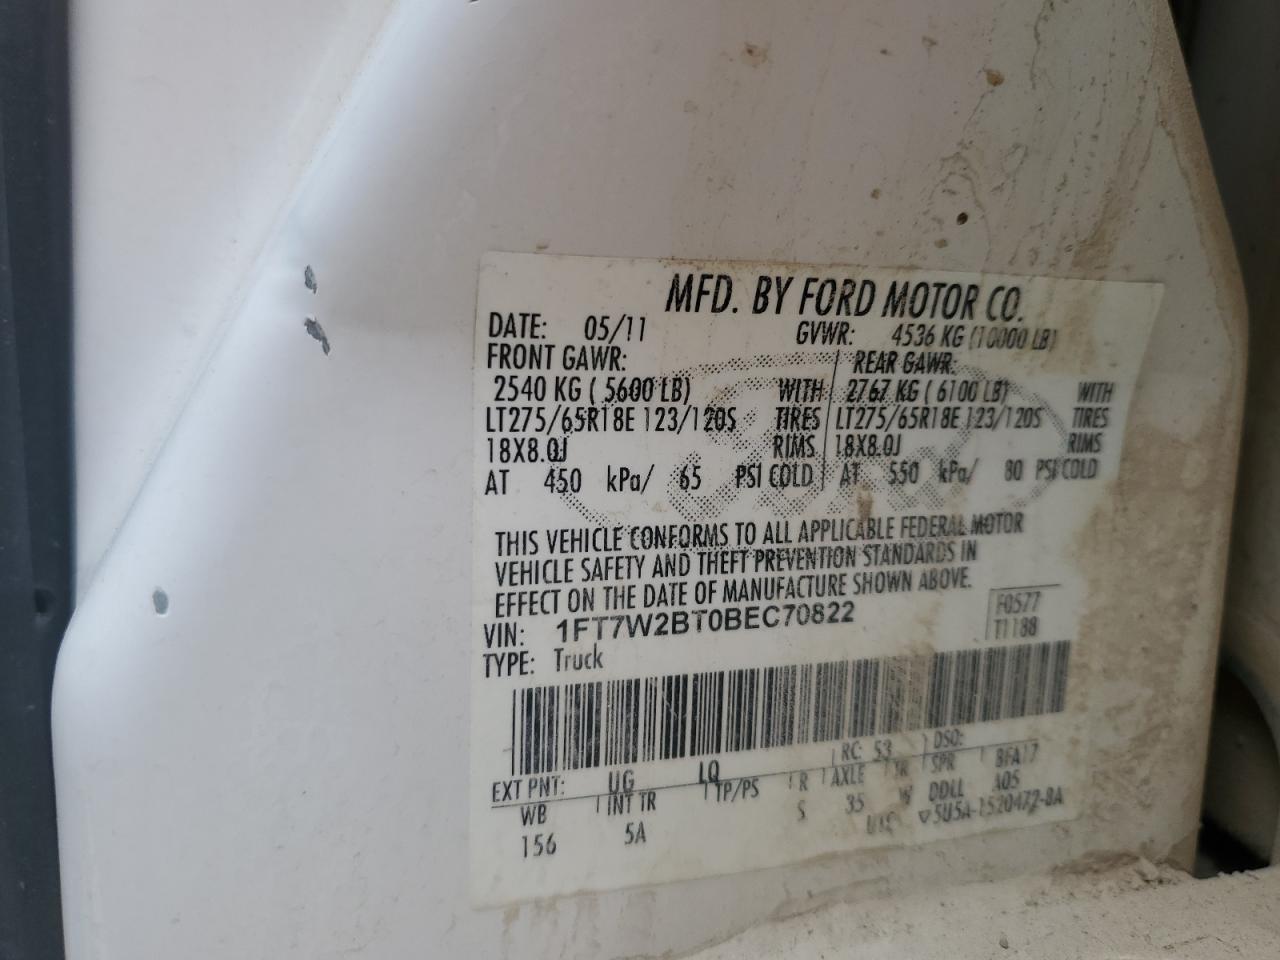 MFD. BY FORD MOTOR CO.
DATE: 05/11 GVWR: 4536 KG (10000 LB)
FRONT GAWR: REAR GAWR:
2540 KG ( 5600 LB) WITH 2767 KG ( 6100 LB) WITH
LT275/65R18E 123/120S TIRES LT275/65R18E 123/120S TIRES
18X8.0J RIMS 18X8.0J RIMS
AT 450 kPa/ 65 PSI COLD AT 550 kPa/ 80 PSI COLD
THIS VEHICLE CONFORMS TO ALL APPLICABLE FEDERAL MOTOR
VEHICLE SAFETY AND THEFT PREVENTION STANDARDS IN
EFFECT ON THE DATE OF MANUFACTURE SHOWN ABOVE.
VIN: 1FT7W2BT0BEC70822 F0577
TYPE: Truck T1188
EXT PNT: UG LQ RC: 53 DSO:
WB INT TR TP/PS R AXLE TR SPR BFA17
156 5A S 35 W DDLL A05
UTC ▽5U5A-1520472-BA